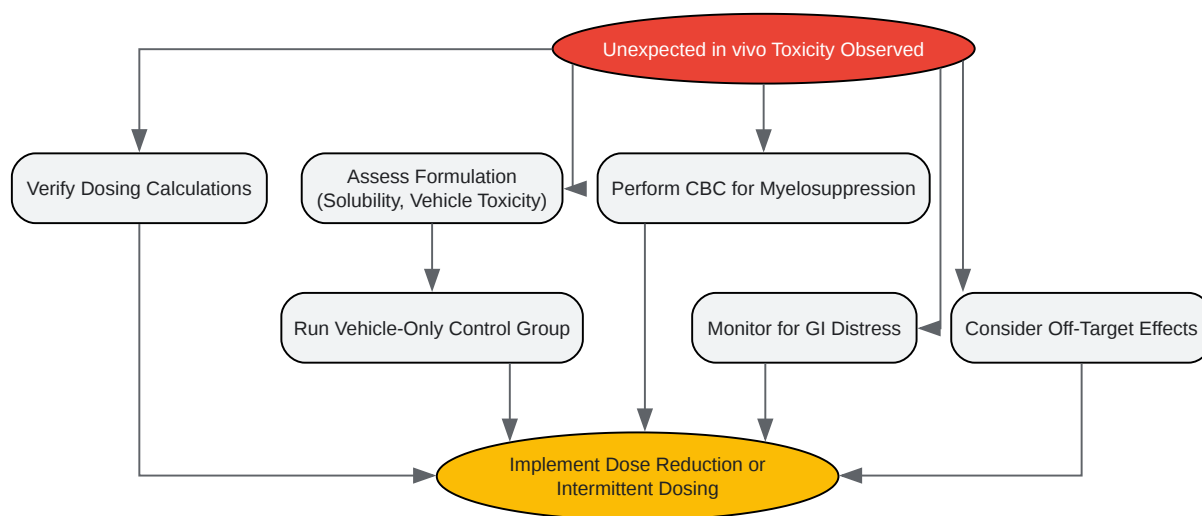 Unexpected in vivo Toxicity Observed
Verify Dosing Calculations
Assess Formulation
(Solubility, Vehicle Toxicity)
Perform CBC for Myelosuppression
Run Vehicle-Only Control Group
Monitor for GI Distress
Consider Off-Target Effects
Implement Dose Reduction or
Intermittent Dosing